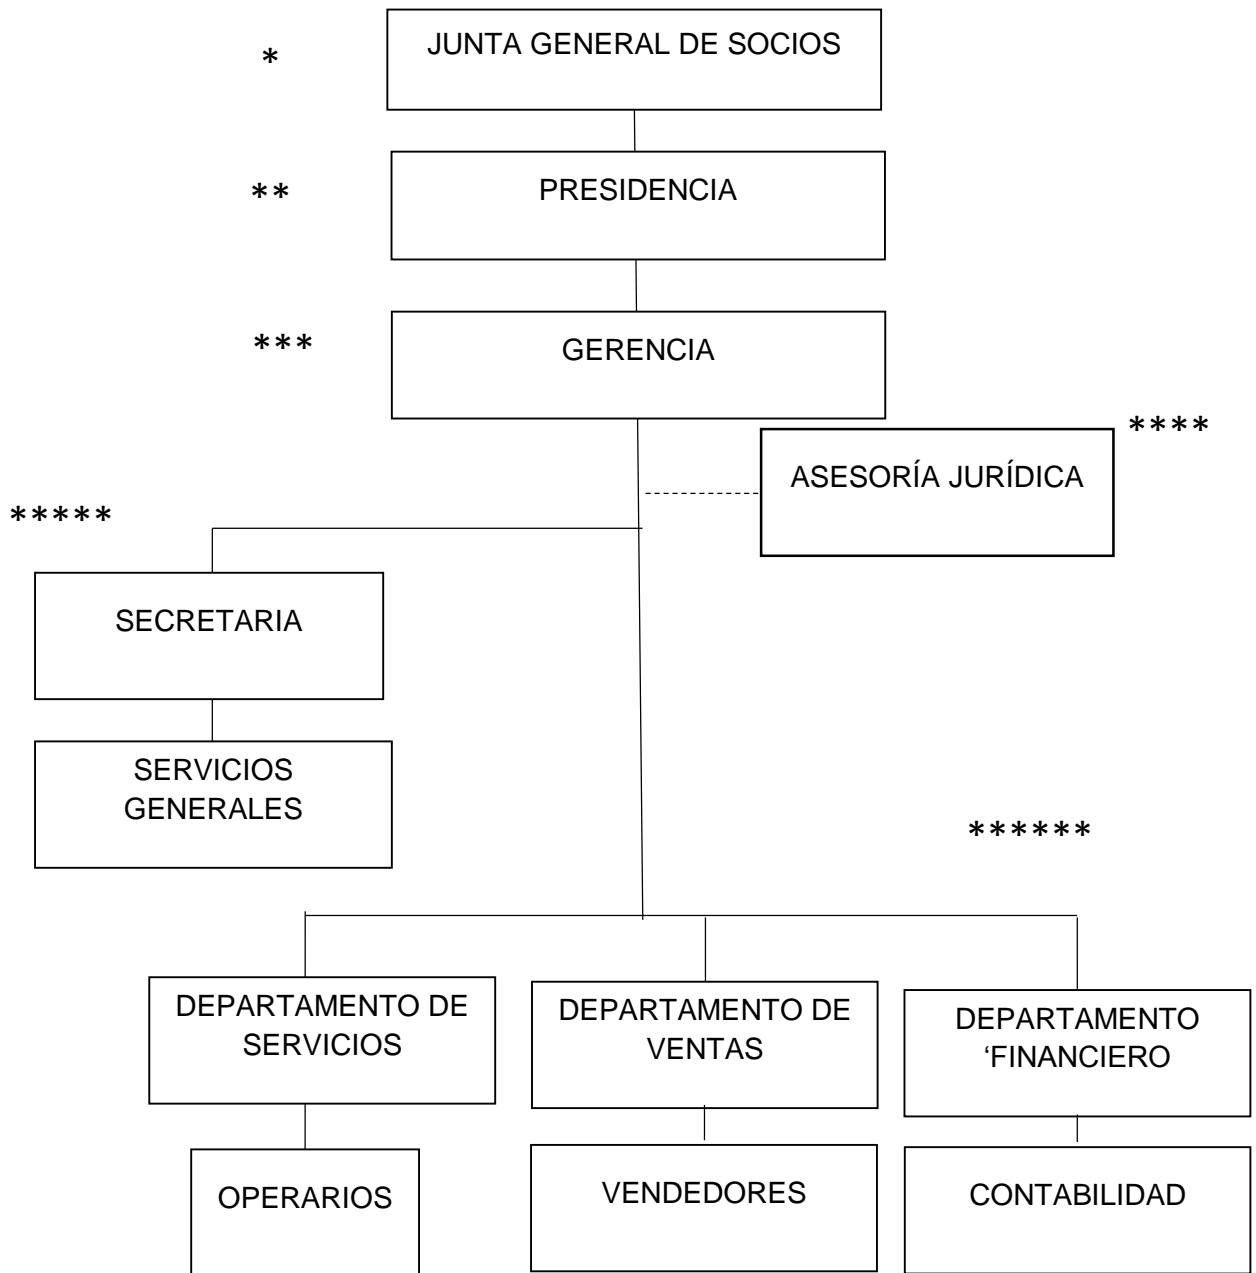 *
JUNTA GENERAL DE SOCIOS
**
PRESIDENCIA
***
GERENCIA
****
ASESORÍA JURÍDICA
*****
SECRETARIA
SERVICIOS
GENERALES
******
DEPARTAMENTO DE
SERVICIOS
DEPARTAMENTO DE
VENTAS
DEPARTAMENTO
‘FINANCIERO
OPERARIOS
VENDEDORES
CONTABILIDAD